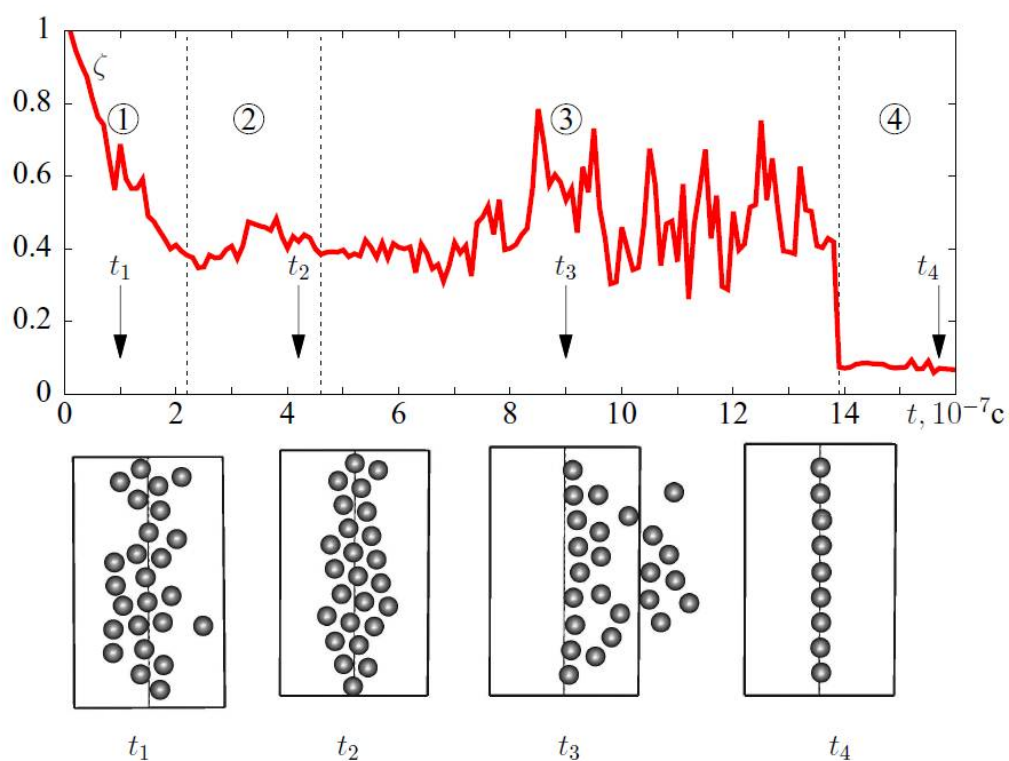 1
ζ
0.8
① ② ③ ④
0.6
0.4
t₁ t₂ t₃ t₄
0.2
0
0 2 4 6 8 10 12 14 t, 10⁻⁷с
t₁ t₂ t₃ t₄